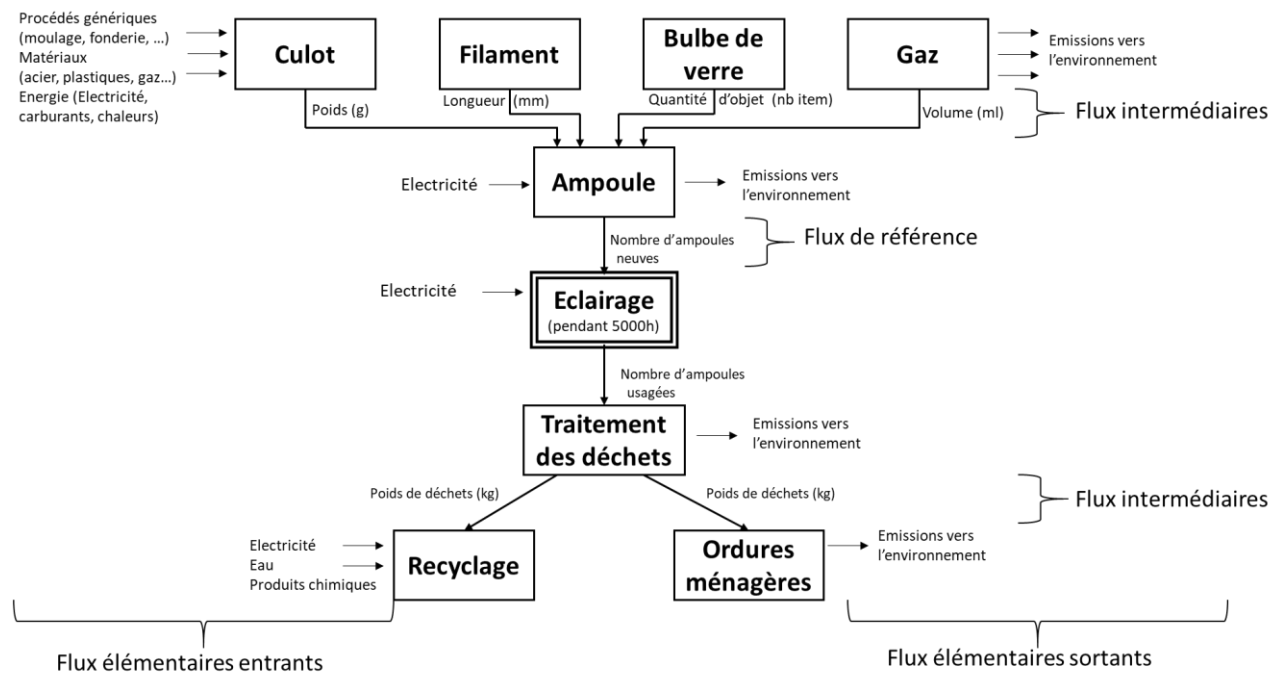 Procédés génériques
(moulage, fonderie, ...)
Matériaux
(acier, plastiques, gaz...)
Energie (Electricité,
carburants, chaleurs)
Culot
Filament
Bulbe de
verre
Gaz
Emissions vers
l'environnement
Poids (g)
Longueur (mm)
Quantité d'objet (nb item)
Volume (ml)
Flux intermédiaires
Electricité
Ampoule
Emissions vers
l'environnement
Nombre d'ampoules
neuves
Flux de référence
Electricité
Eclairage
(pendant 5000h)
Nombre d'ampoules
usagées
Traitement
des déchets
Emissions vers
l'environnement
Poids de déchets (kg)
Poids de déchets (kg)
Flux intermédiaires
Electricité
Eau
Produits chimiques
Recyclage
Ordures
ménagères
Emissions vers
l'environnement
Flux élémentaires entrants
Flux élémentaires sortants